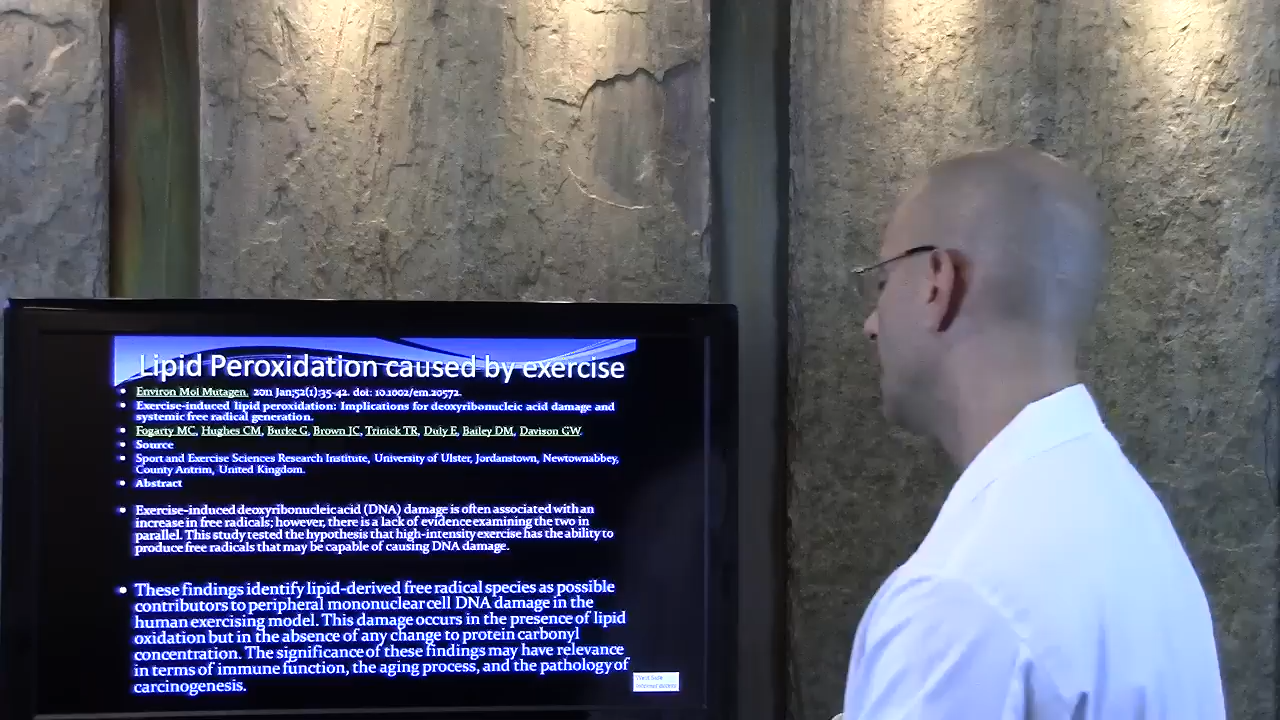 Lipid Peroxidation caused by exercise
Environ Mol Mutagen. 2011 Jan;52(1):35-42. doi: 10.1002/em.20572.
Exercise-induced lipid peroxidation: Implications for deoxyribonucleic acid damage and
systemic free radical generation.
Fogarty MC, Hughes CM, Burke G, Brown JC, Trinick TR, Duly E, Bailey DM, Davison GW.
Source
Sport and Exercise Sciences Research Institute, University of Ulster, Jordanstown, Newtownabbey,
County Antrim, United Kingdom.
Abstract
Exercise-induced deoxyribonucleic acid (DNA) damage is often associated with an
increase in free radicals; however, there is a lack of evidence examining the two in
parallel. This study tested the hypothesis that high-intensity exercise has the ability to
produce free radicals that may be capable of causing DNA damage.
These findings identify lipid-derived free radical species as possible
contributors to peripheral mononuclear cell DNA damage in the
human exercising model. This damage occurs in the presence of lipid
oxidation but in the absence of any change to protein carbonyl
concentration. The significance of these findings may have relevance
in terms of immune function, the aging process, and the pathology of
carcinogenesis.